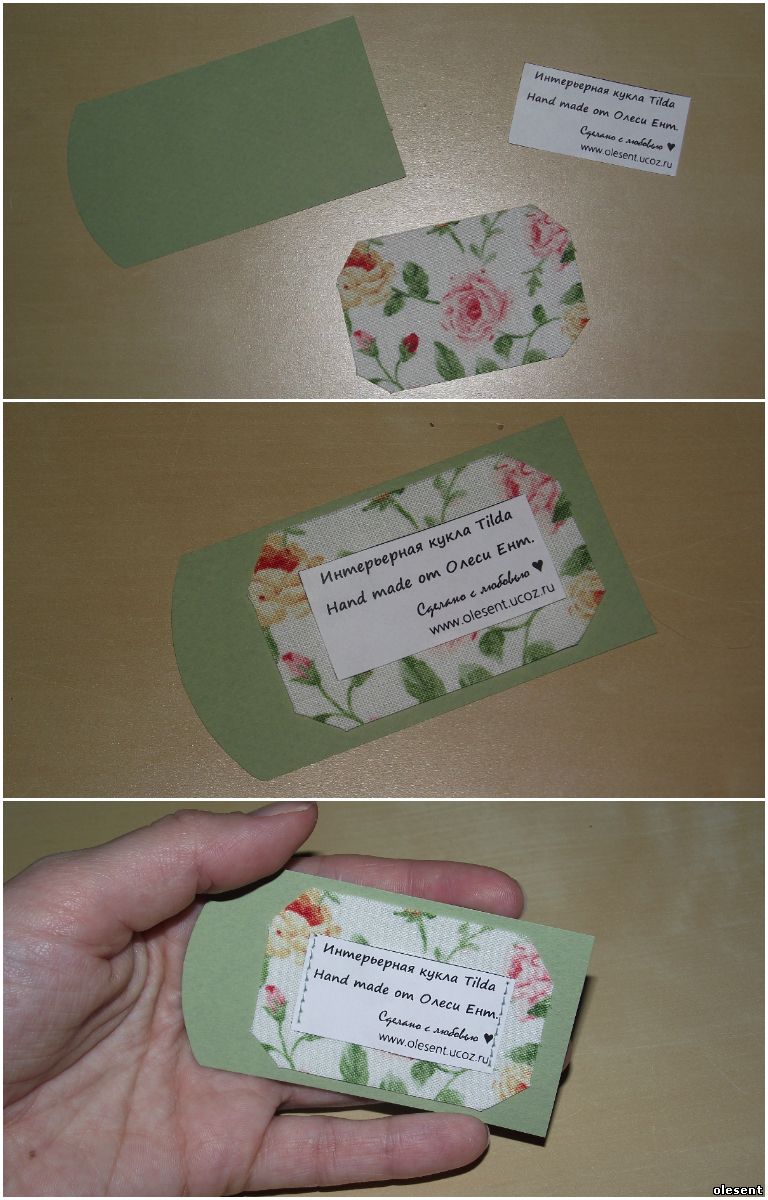 Интерьерная кукла Tilda
Hand made от Олеси Ент.
Сделано с любовью ♥
www.olesent.ucoz.ru
Интерьерная кукла Tilda
Hand made от Олеси Ент.
Сделано с любовью ♥
www.olesent.ucoz.ru
Интерьерная кукла Tilda
Hand made от Олеси Ент.
Сделано с любовью ♥
www.olesent.ucoz.ru
olesent